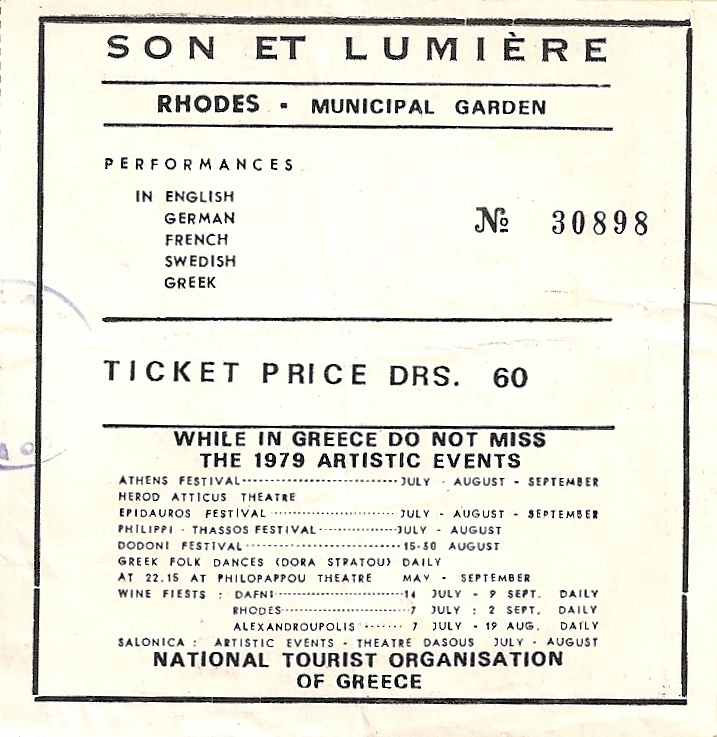 SON ET LUMIÈRE
RHODES - MUNICIPAL GARDEN
PERFORMANCES
IN ENGLISH
GERMAN
FRENCH
SWEDISH
GREEK
№ 30898
TICKET PRICE DRS. 60
WHILE IN GREECE DO NOT MISS
THE 1979 ARTISTIC EVENTS
ATHENS FESTIVAL JULY - AUGUST - SEPTEMBER
HEROD ATTICUS THEATRE
EPIDAUROS FESTIVAL JULY - AUGUST - SEPTEMBER
PHILIPPI - THASSOS FESTIVAL JULY - AUGUST
DODONI FESTIVAL 15-30 AUGUST
GREEK FOLK DANCES (DORA STRATOU) DAILY
AT 22.15 AT PHILOPAPPOU THEATRE MAY - SEPTEMBER
WINE FIESTS : DAFNI 14 JULY - 9 SEPT. DAILY
RHODES 7 JULY : 2 SEPT. DAILY
ALEXANDROUPOLIS 7 JULY - 19 AUG. DAILY
SALONICA : ARTISTIC EVENTS - THEATRE DASOUS JULY - AUGUST
NATIONAL TOURIST ORGANISATION
OF GREECE